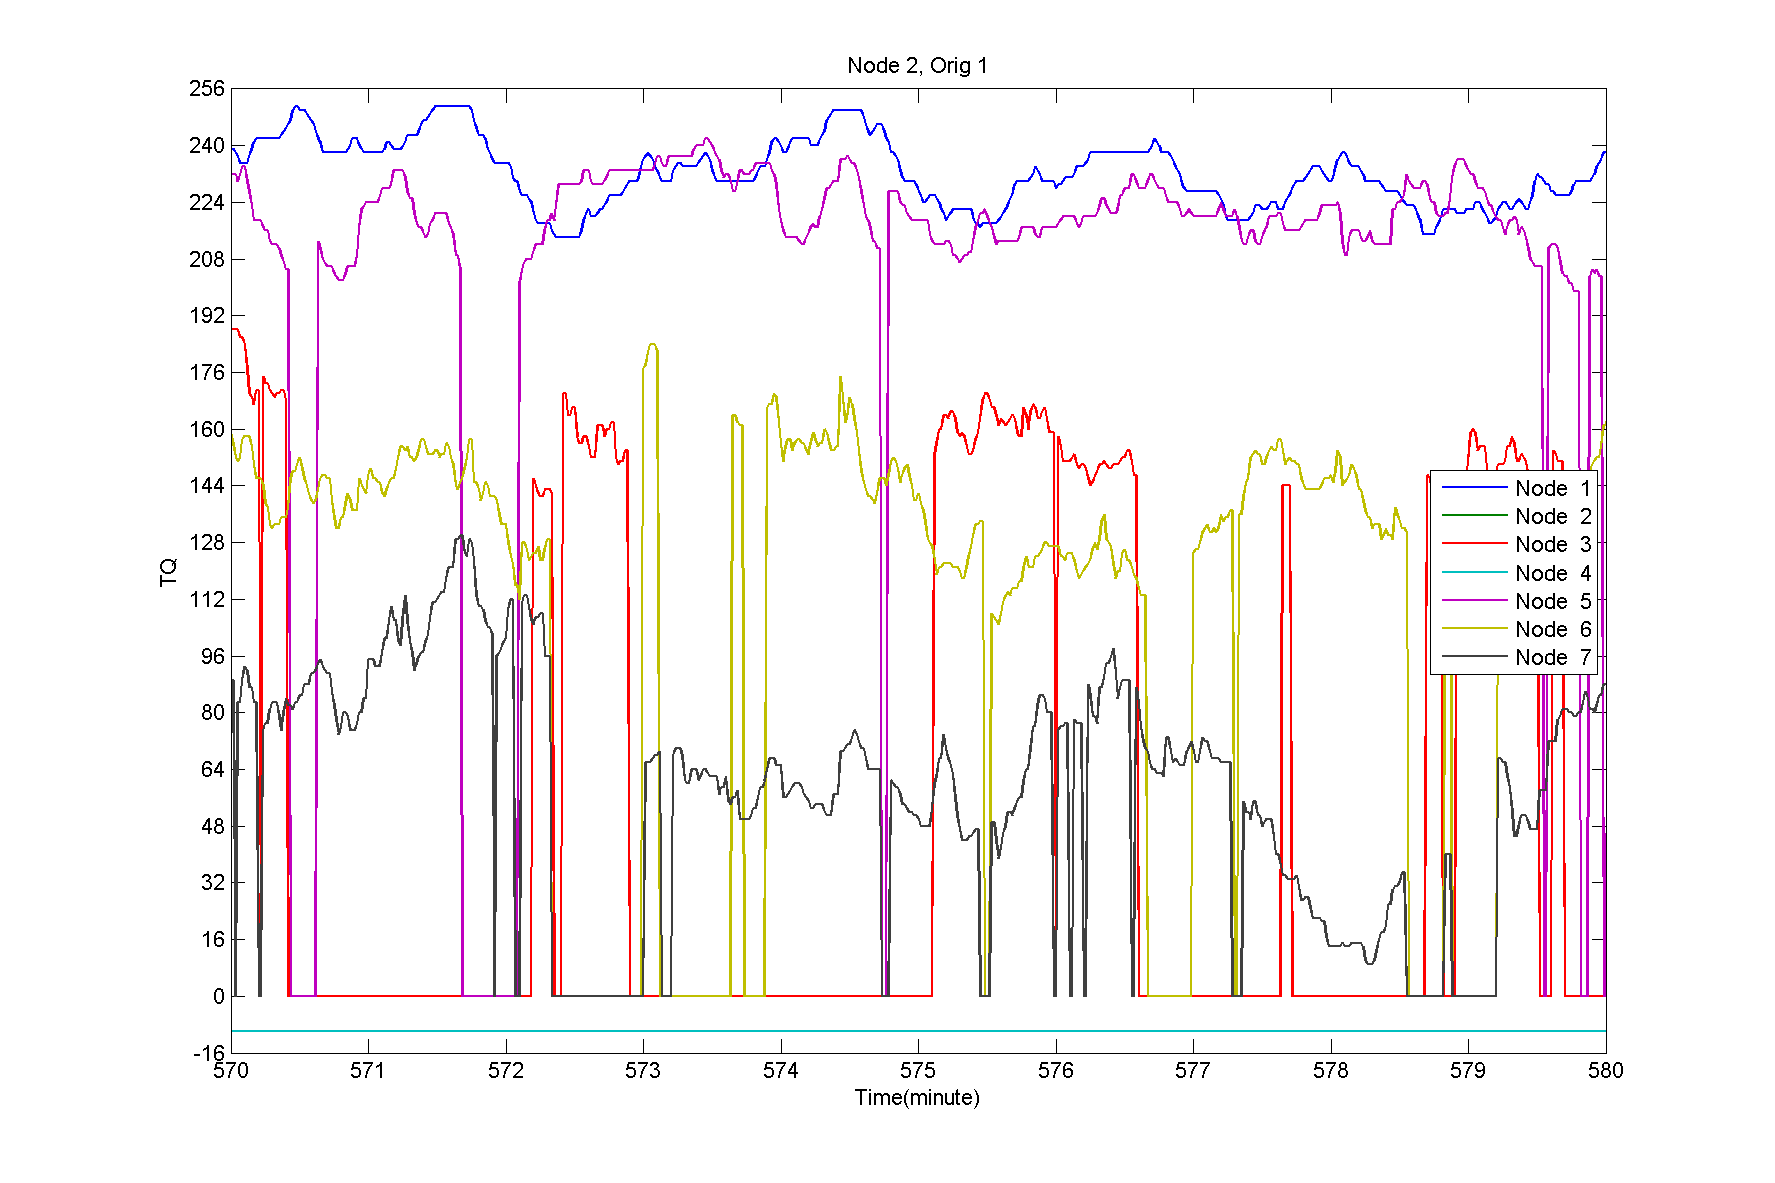 Node 2, Orig 1
256
240
224
208
192
176
160
144
128
112
96
80
64
48
32
16
0
-16
TQ
Node 1
Node 2
Node 3
Node 4
Node 5
Node 6
Node 7
570 571 572 573 574 575 576 577 578 579 580
Time(minute)